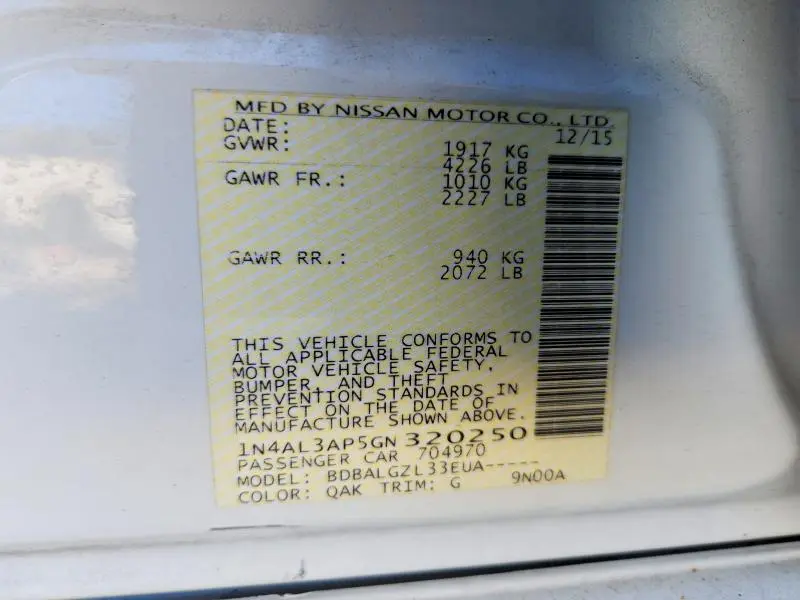 MFD BY NISSAN MOTOR CO., LTD.
DATE: 12/15
GVWR: 1917 KG
4226 LB
GAWR FR.: 1010 KG
2227 LB
GAWR RR.: 940 KG
2072 LB
THIS VEHICLE CONFORMS TO
ALL APPLICABLE FEDERAL
MOTOR VEHICLE SAFETY,
BUMPER, AND THEFT
PREVENTION STANDARDS IN
EFFECT ON THE DATE OF
MANUFACTURE SHOWN ABOVE.
1N4AL3AP5GN 320250
PASSENGER CAR 704970
MODEL: BDBALGZL33EUA-----
COLOR: QAK TRIM: G 9N00A